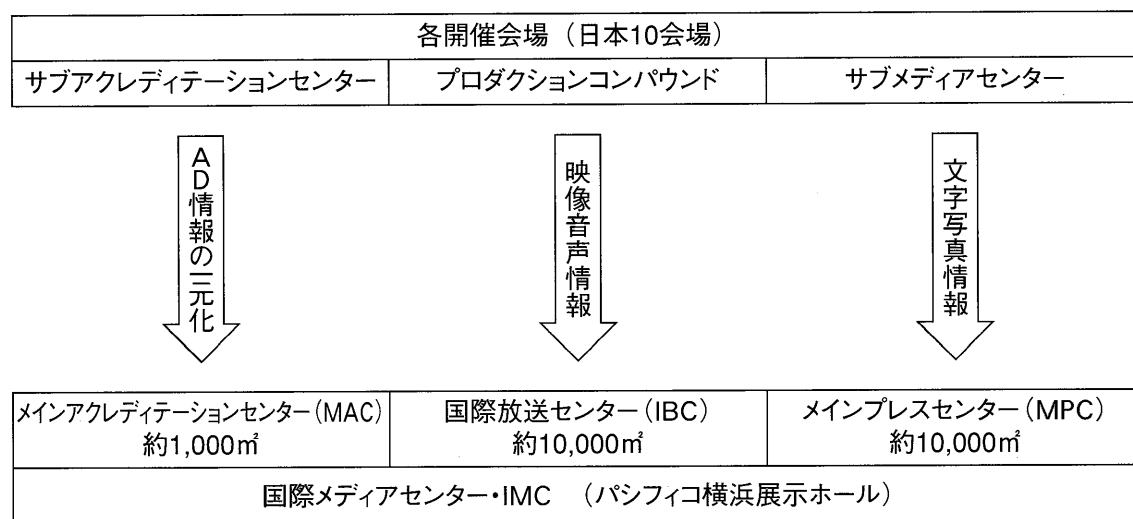 各開催会場（日本10会場）
サブアクレディテーションセンター
プロダクションコンパウンド
サブメディアセンター
AD情報の一元化
映像音声情報
文字写真情報
メインアクレディテーションセンター（MAC）
約1,000㎡
国際放送センター（IBC）
約10,000㎡
メインプレスセンター（MPC）
約10,000㎡
国際メディアセンター・IMC （パシフィコ横浜展示ホール）